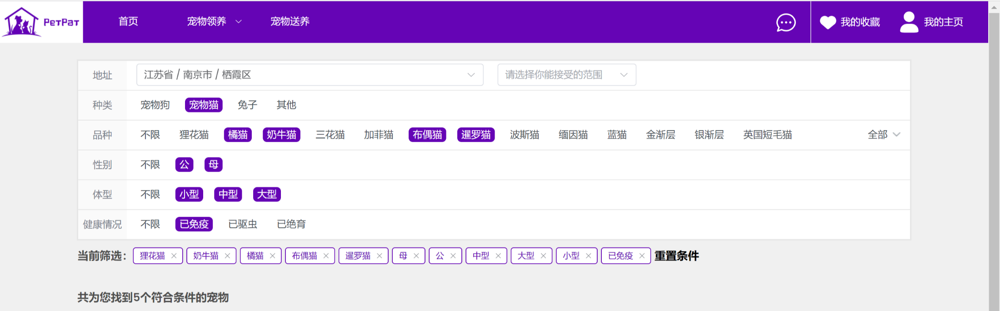 PetPat 首页 宠物领养 宠物送养 我的收藏 我的主页
地址 江苏省 / 南京市 / 栖霞区 请选择你能接受的范围
种类 宠物狗 宠物猫 兔子 其他
品种 不限 狸花猫 橘猫 奶牛猫 三花猫 加菲猫 布偶猫 暹罗猫 波斯猫 缅因猫 蓝猫 金渐层 银渐层 英国短毛猫 全部
性别 不限 公 母
体型 不限 小型 中型 大型
健康情况 不限 已免疫 已驱虫 已绝育
当前筛选： 狸花猫 × 奶牛猫 × 橘猫 × 布偶猫 × 暹罗猫 × 母 × 公 × 中型 × 大型 × 小型 × 已免疫 × 重置条件
共为您找到5个符合条件的宠物